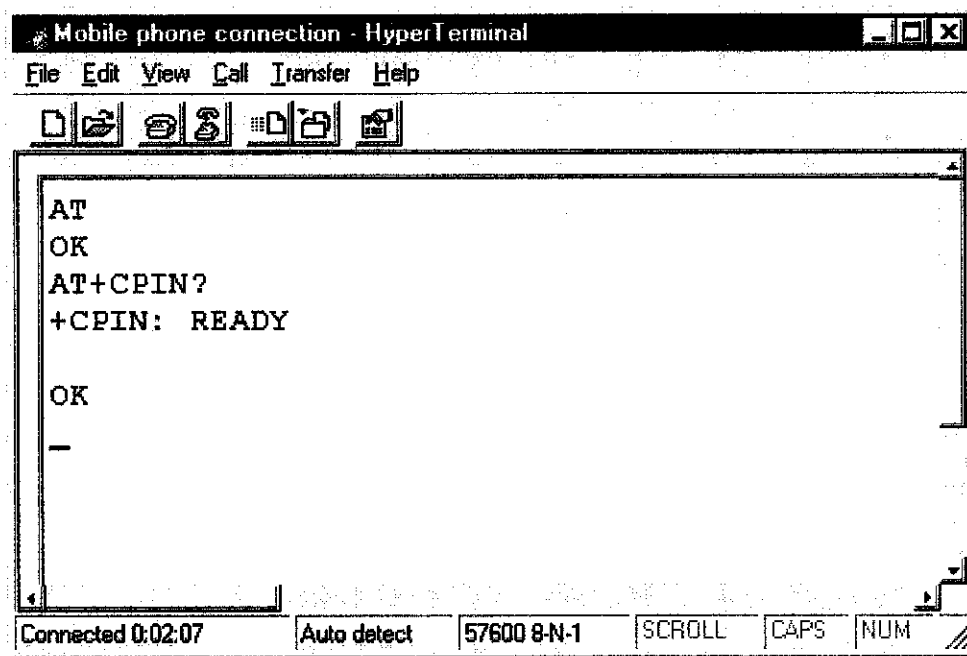 Mobile phone connection - HyperTerminal
File Edit View Call Transfer Help
AT
OK
AT+CPIN?
+CPIN: READY
OK
Connected 0:02:07 Auto detect 57600 8-N-1 SCROLL CAPS NUM